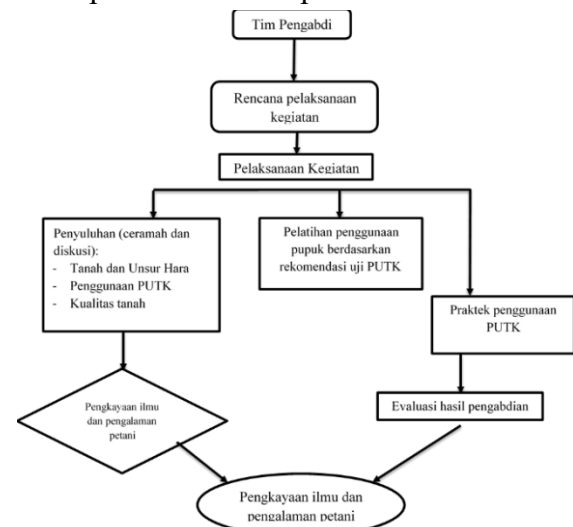 Tim Pengabdi
Rencana pelaksanaan
kegiatan
Pelaksanaan Kegiatan
Penyuluhan (ceramah dan
diskusi):
- Tanah dan Unsur Hara
- Penggunaan PUTK
- Kualitas tanah
Pelatihan penggunaan
pupuk berdasarkan
rekomendasi uji PUTK
Praktek penggunaan
PUTK
Pengkayaan ilmu
dan pengalaman
petani
Evaluasi hasil pengabdian
Pengkayaan ilmu dan
pengalaman petani